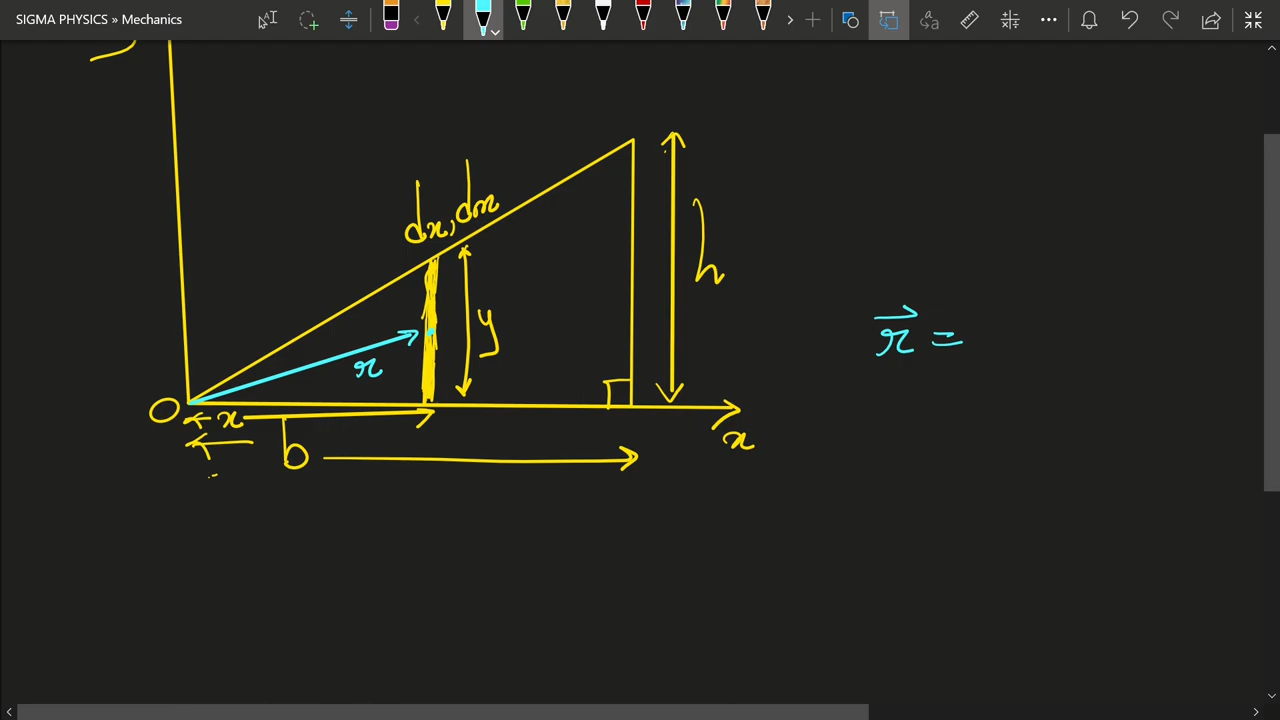 SIGMA PHYSICS » Mechanics
h
dx, dm
y
r
r⃗ =
O
x
x
b